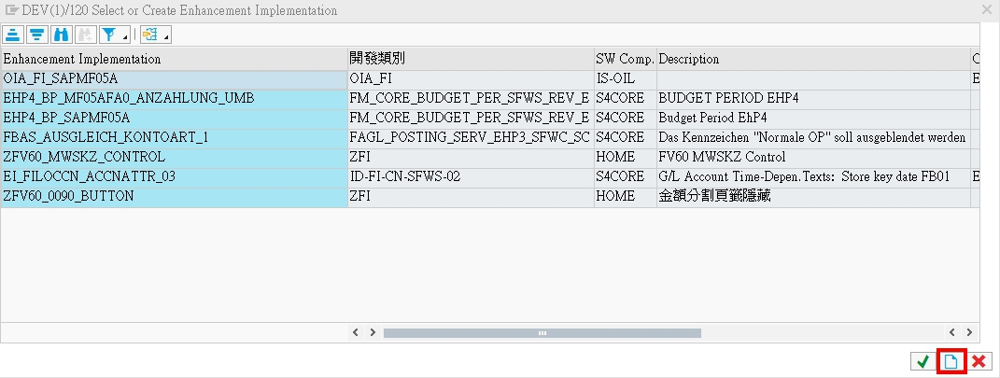 DEV(1)/120 Select or Create Enhancement Implementation
Enhancement Implementation 開發類別 SW Comp. Description C
OIA_FI_SAPMF05A OIA_FI IS-OIL E
EHP4_BP_MF05AFA0_ANZAHLUNG_UMB FM_CORE_BUDGET_PER_SFWS_REV_E S4CORE BUDGET PERIOD EHP4
EHP4_BP_SAPMF05A FM_CORE_BUDGET_PER_SFWS_REV_E S4CORE Budget Period EhP4
FBAS_AUSGLEICH_KONTOART_1 FAGL_POSTING_SERV_EHP3_SFWC_SC S4CORE Das Kennzeichen "Normale OP" soll ausgeblendet werden
ZFV60_MWSKZ_CONTROL ZFI HOME FV60 MWSKZ Control
EI_FILOCCN_ACCNATTR_03 ID-FI-CN-SFWS-02 S4CORE G/L Account Time-Depen.Texts: Store key date FB01 E
ZFV60_0090_BUTTON ZFI HOME 金額分割頁籤隱藏